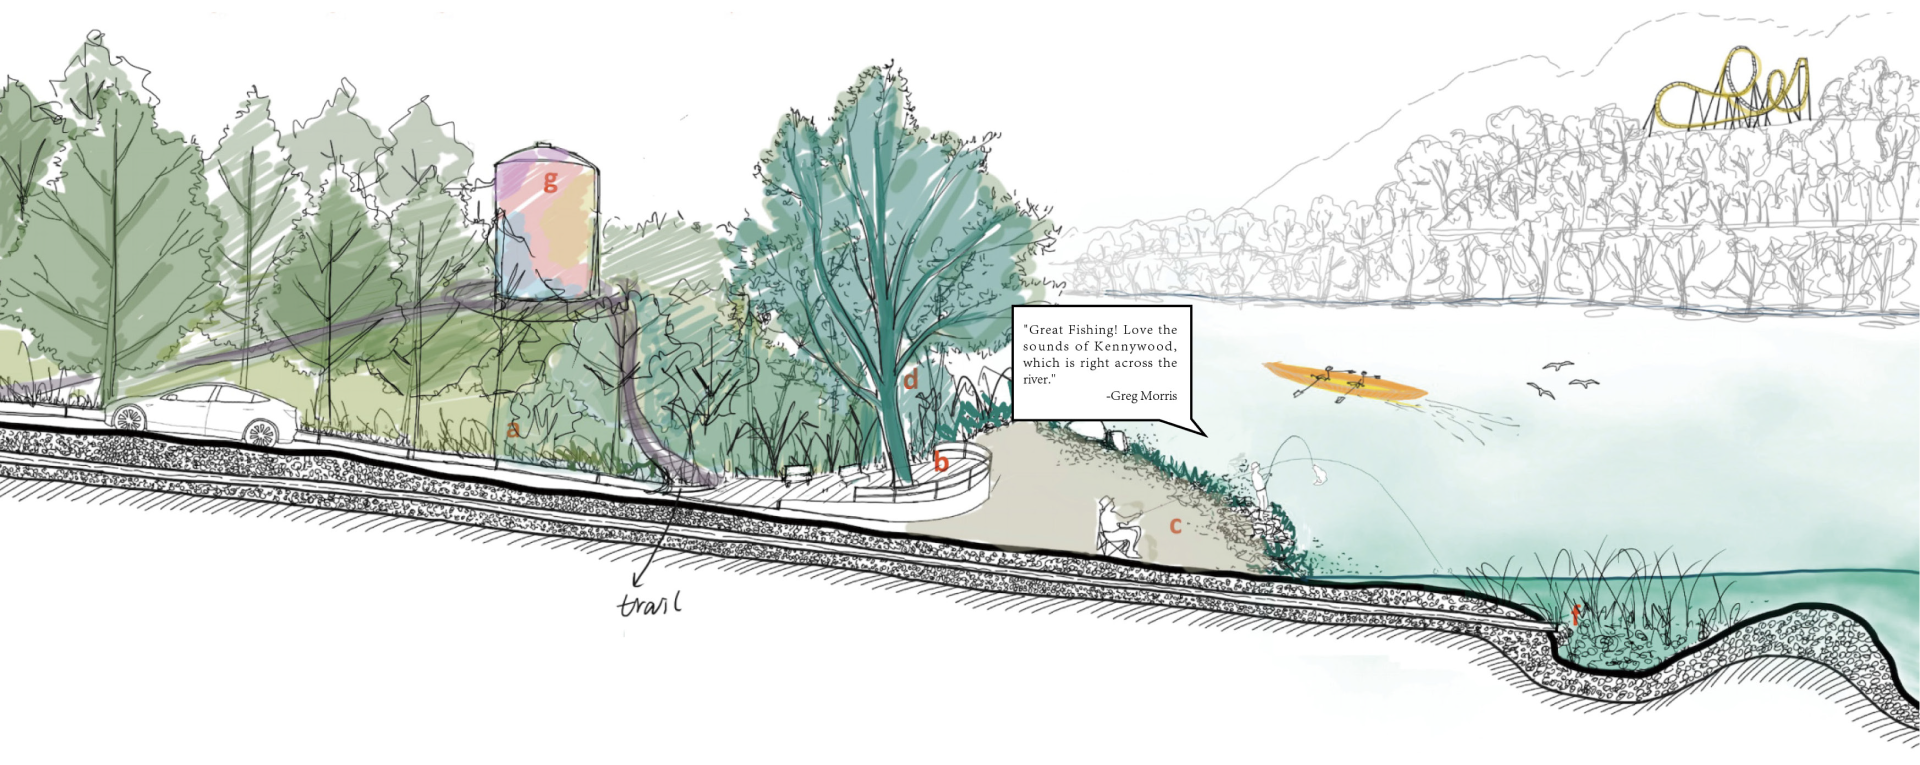 g
"Great Fishing! Love the
sounds of Kennywood,
which is right across the
river."
-Greg Morris
d
a
b
c
trail
f